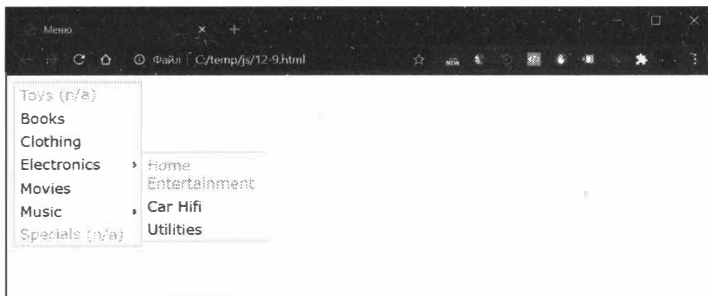 Меню
Файл C:/temp/js/12-9.html
NEW
Toys (n/a)
Books
Clothing
Electronics
Movies
Music
Specials (n/a)
Home
Entertainment
Car Hifi
Utilities